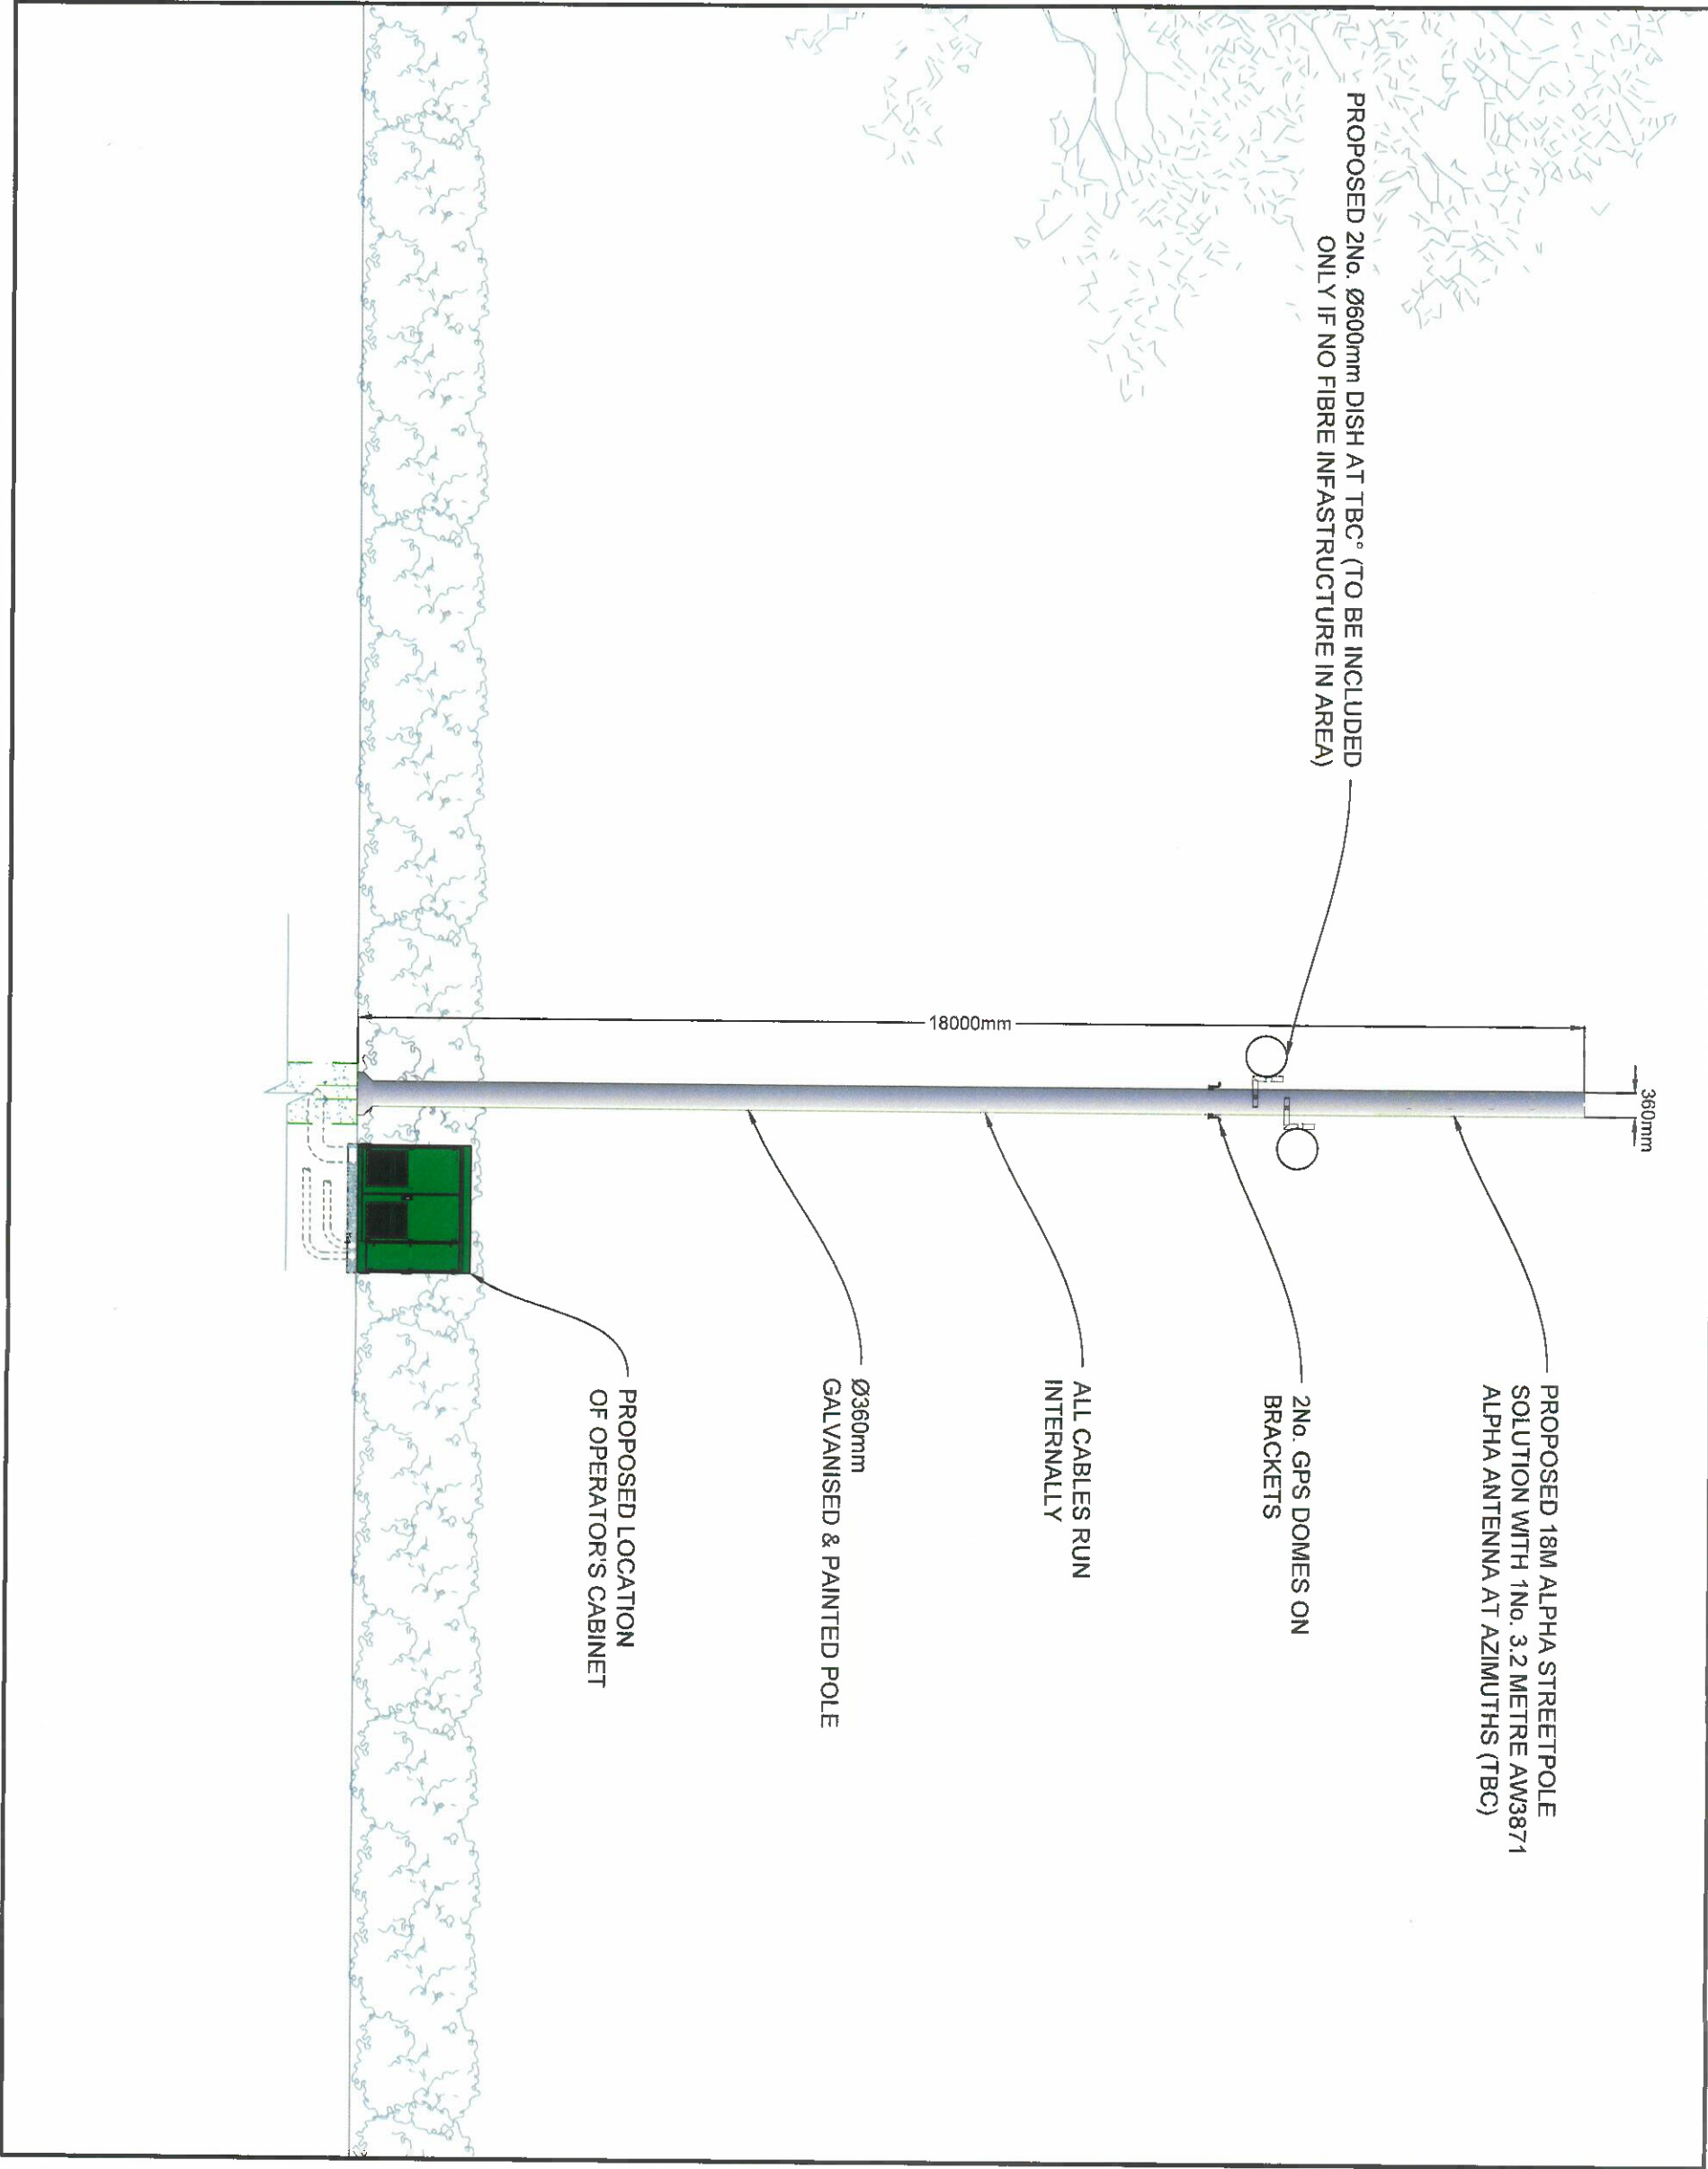 360mm
PROPOSED 18M ALPHA STREETPOLE
SOLUTION WITH 1No. 3.2 METRE AW3871
ALPHA ANTENNA AT AZIMUTHS (TBC)
PROPOSED 2No. Ø600mm DISH AT TBC° (TO BE INCLUDED
ONLY IF NO FIBRE INFASTRUCTURE IN AREA)
2No. GPS DOMES ON
BRACKETS
ALL CABLES RUN
INTERNALLY
18000mm
Ø360mm
GALVANISED & PAINTED POLE
PROPOSED LOCATION
OF OPERATOR'S CABINET